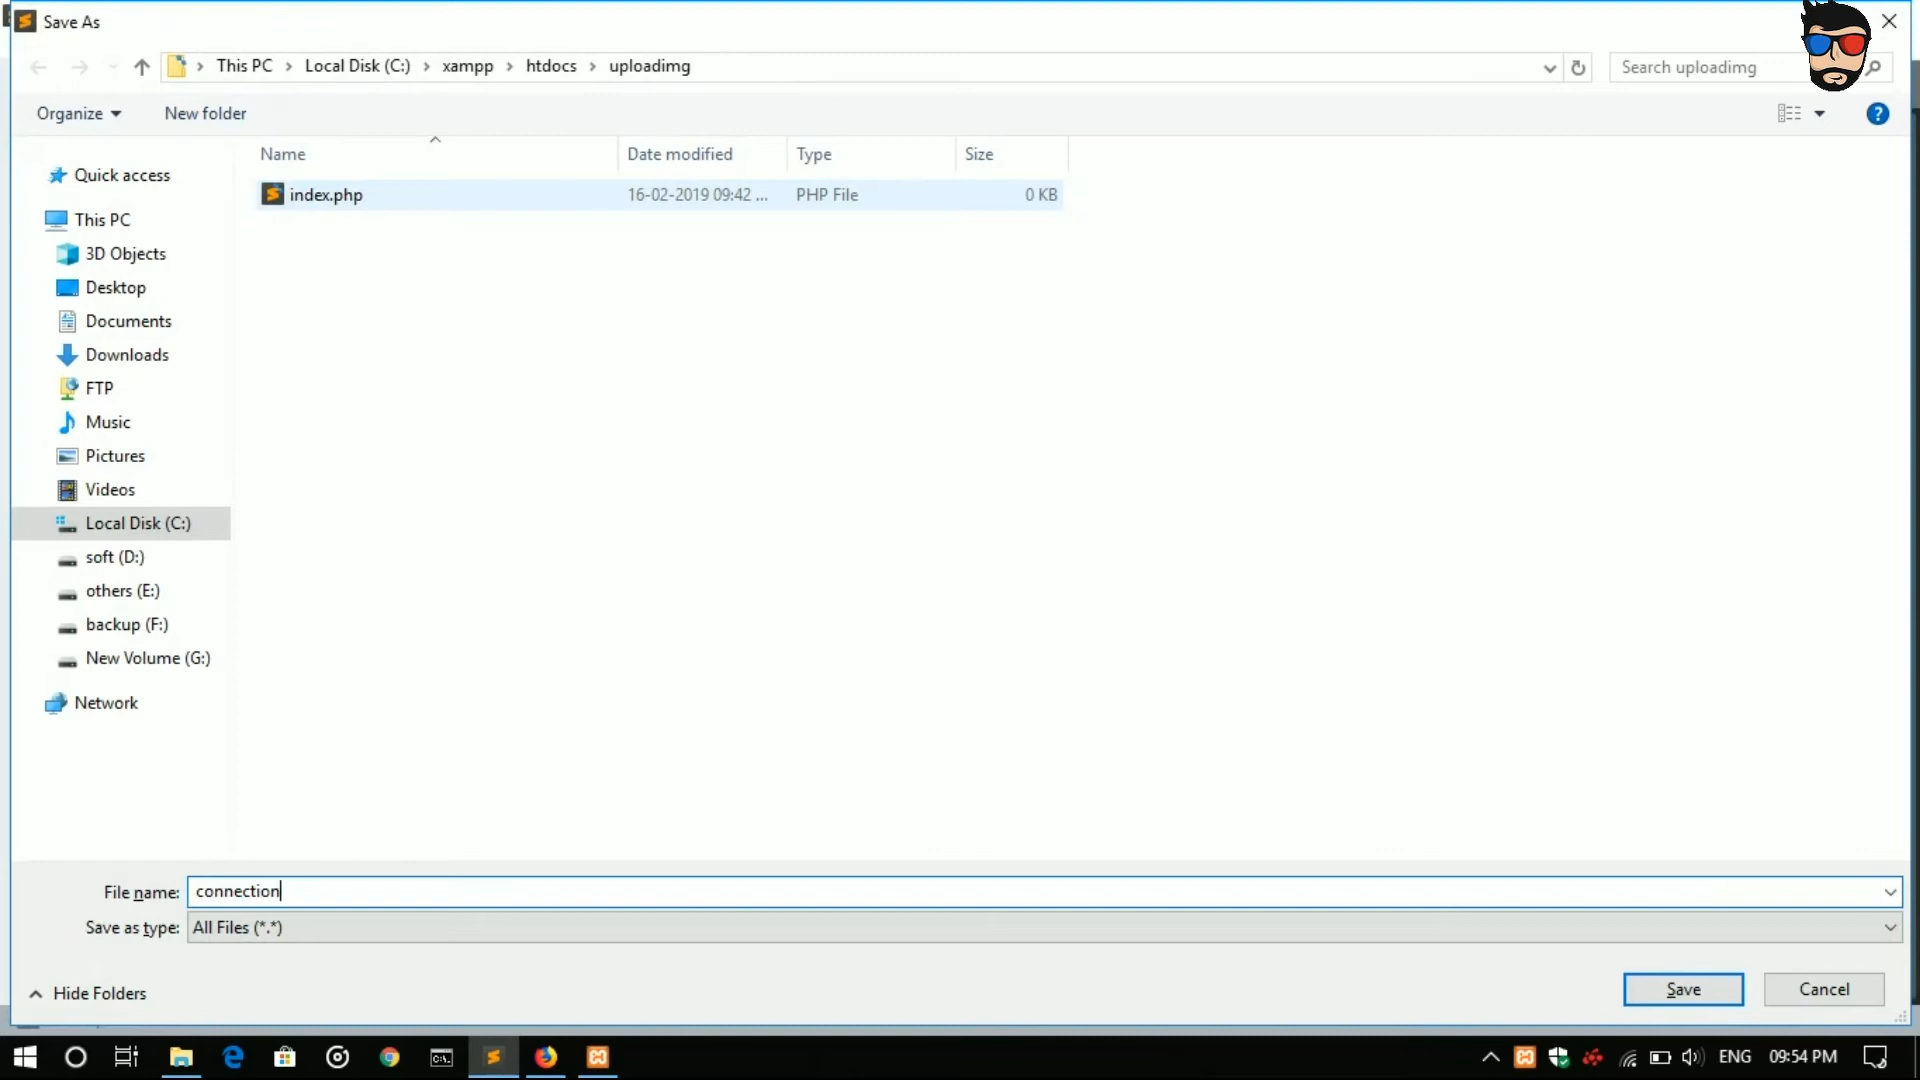 Save As
This PC > Local Disk (C:) > xampp > htdocs > uploadimg
Search uploadimg
Organize
New folder
Name
Date modified
Type
Size
index.php
16-02-2019 09:42 ...
PHP File
0 KB
Quick access
This PC
3D Objects
Desktop
Documents
Downloads
FTP
Music
Pictures
Videos
Local Disk (C:)
soft (D:)
others (E:)
backup (F:)
New Volume (G:)
Network
File name: connection
Save as type: All Files (*.*)
Hide Folders
Save
Cancel
ENG
09:54 PM